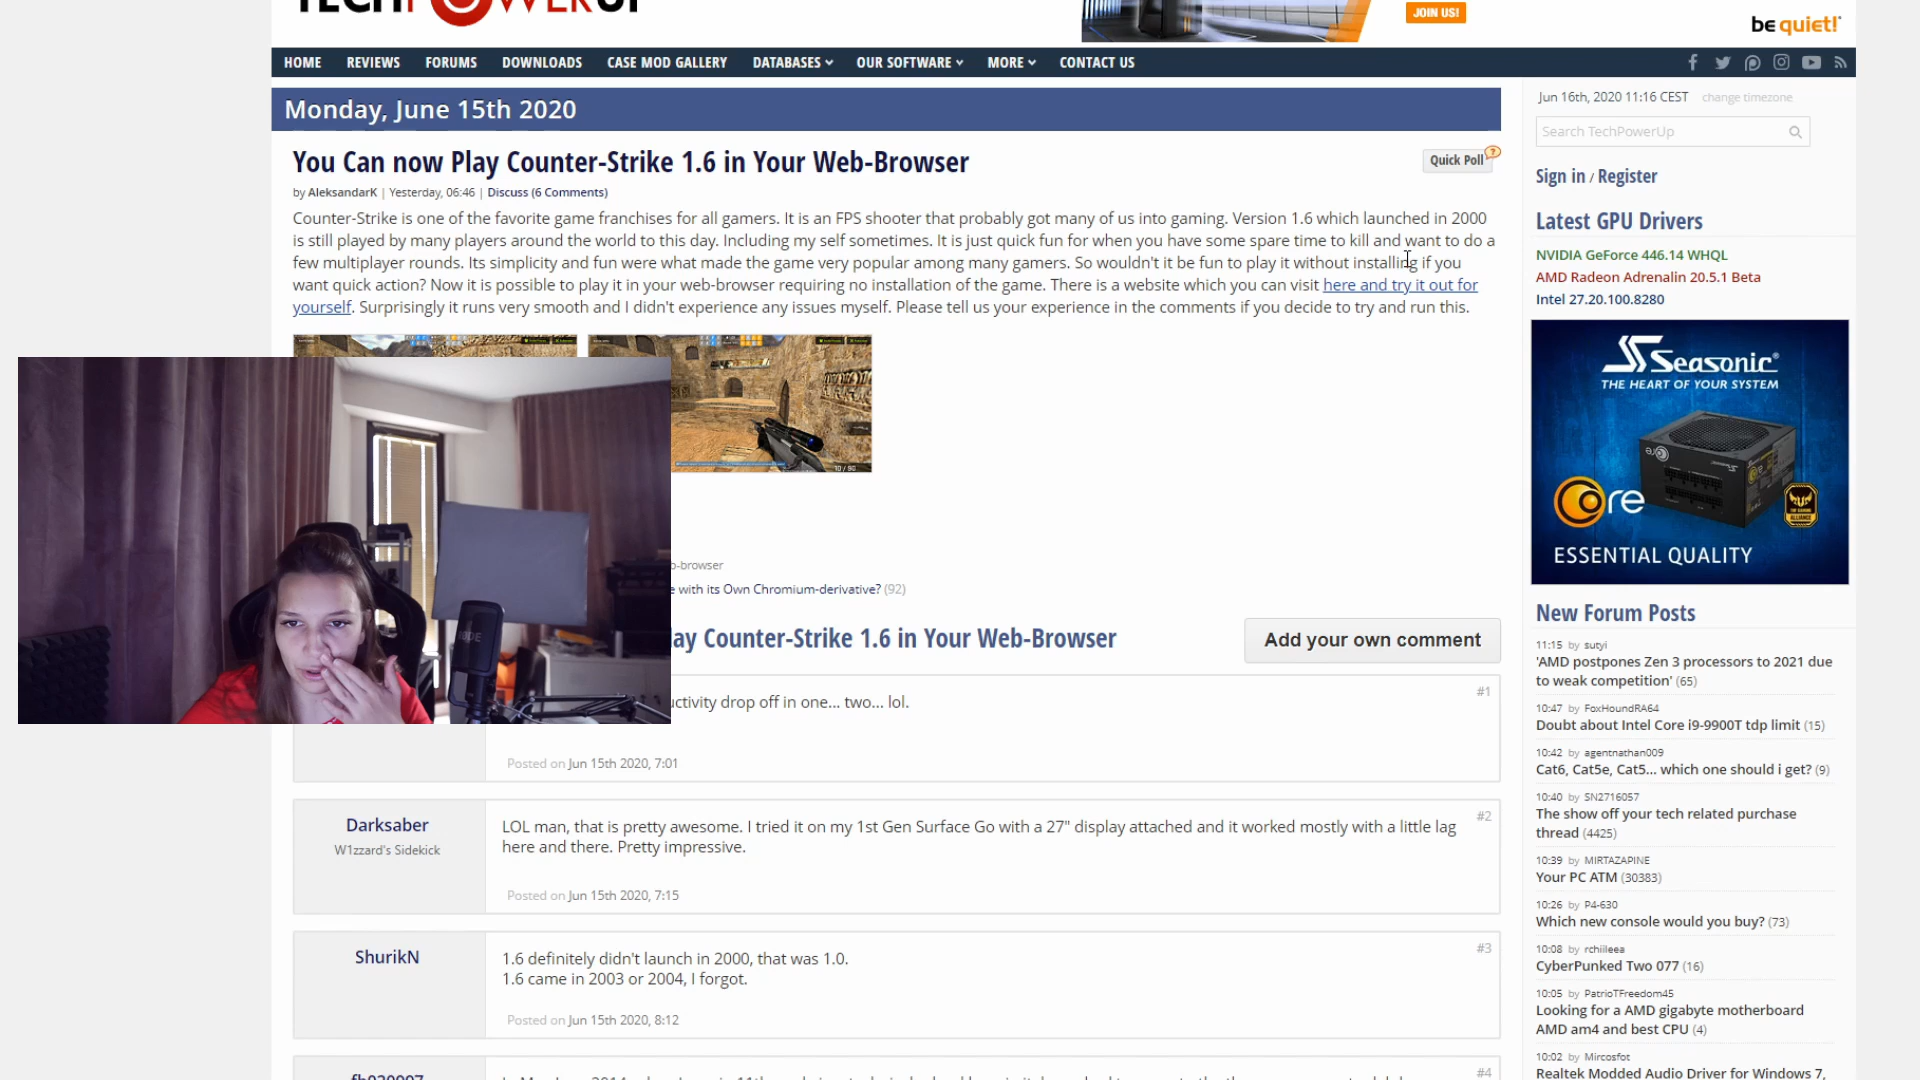 TECHPOWERUP
JOIN US!
be quiet!
HOME REVIEWS FORUMS DOWNLOADS CASE MOD GALLERY DATABASES OUR SOFTWARE MORE CONTACT US
Monday, June 15th 2020
You Can now Play Counter-Strike 1.6 in Your Web-Browser
Quick Poll
?
by AleksandarK | Yesterday, 06:46 | Discuss (6 Comments)
Counter-Strike is one of the favorite game franchises for all gamers. It is an FPS shooter that probably got many of us into gaming. Version 1.6 which launched in 2000
is still played by many players around the world to this day. Including my self sometimes. It is just quick fun for when you have some spare time to kill and want to do a
few multiplayer rounds. Its simplicity and fun were what made the game very popular among many gamers. So wouldn't it be fun to play it without installing if you
want quick action? Now it is possible to play it in your web-browser requiring no installation of the game. There is a website which you can visit here and try it out for
yourself. Surprisingly it runs very smooth and I didn't experience any issues myself. Please tell us your experience in the comments if you decide to try and run this.
10 / 90
RODE
b-browser
e with its Own Chromium-derivative? (92)
lay Counter-Strike 1.6 in Your Web-Browser
Add your own comment
#1
uctivity drop off in one... two... lol.
Posted on Jun 15th 2020, 7:01
Darksaber
W1zzard's Sidekick
#2
LOL man, that is pretty awesome. I tried it on my 1st Gen Surface Go with a 27" display attached and it worked mostly with a little lag
here and there. Pretty impressive.
Posted on Jun 15th 2020, 7:15
ShurikN
#3
1.6 definitely didn't launch in 2000, that was 1.0.
1.6 came in 2003 or 2004, I forgot.
Posted on Jun 15th 2020, 8:12
#4
Jun 16th, 2020 11:16 CEST change timezone
Search TechPowerUp
Sign in / Register
Latest GPU Drivers
NVIDIA GeForce 446.14 WHQL
AMD Radeon Adrenalin 20.5.1 Beta
Intel 27.20.100.8280
Seasonic
THE HEART OF YOUR SYSTEM
Core
ESSENTIAL QUALITY
New Forum Posts
11:15 by sutyi
'AMD postpones Zen 3 processors to 2021 due
to weak competition' (65)
10:47 by FoxHoundRA64
Doubt about Intel Core i9-9900T tdp limit (15)
10:42 by agentnathan009
Cat6, Cat5e, Cat5... which one should i get? (9)
10:40 by SN2716057
The show off your tech related purchase
thread (4425)
10:39 by MIRTAZAPINE
Your PC ATM (30383)
10:26 by P4-630
Which new console would you buy? (73)
10:08 by rchiileea
CyberPunked Two 077 (16)
10:05 by PatrioTFreedom45
Looking for a AMD gigabyte motherboard
AMD am4 and best CPU (4)
10:02 by Mircosfot
Realtek Modded Audio Driver for Windows 7,